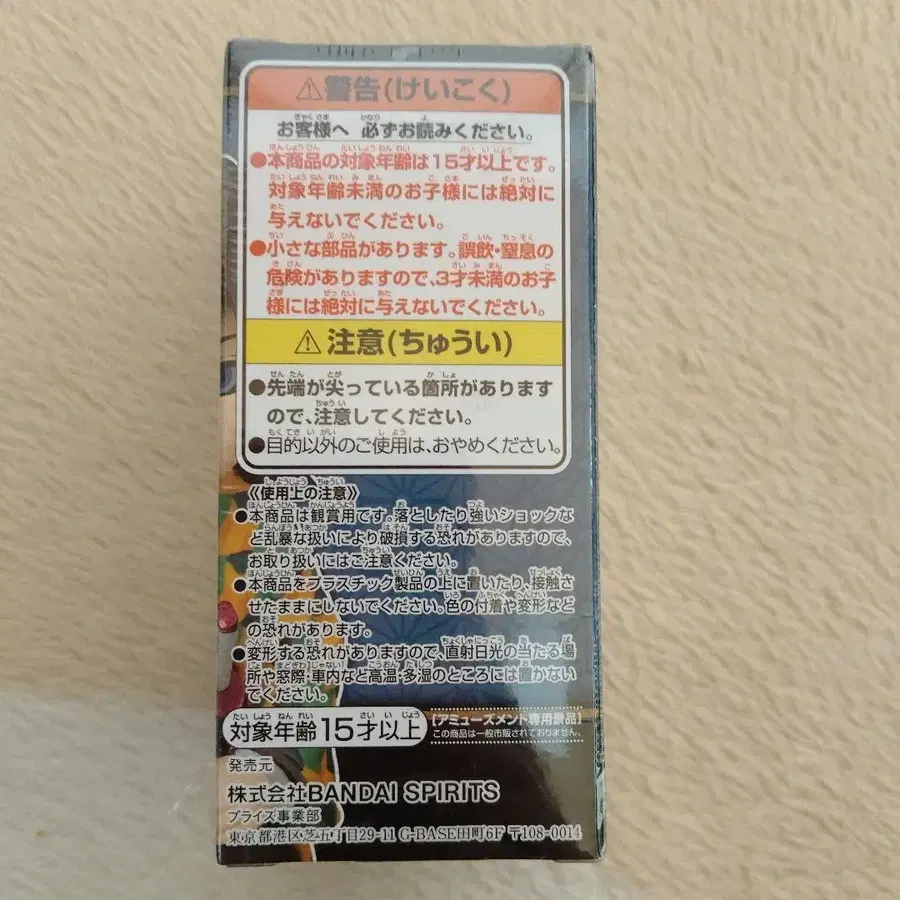 ⚠警告(けいこく)
お客様へ 必ずお読みください。
●本商品の対象年齢は15才以上です。
対象年齢未満のお子様には絶対に
与えないでください。
●小さな部品があります。誤飲・窒息の
危険がありますので、3才未満のお子
様には絶対に与えないでください。
⚠注意(ちゅうい)
●先端が尖っている箇所があります
ので、注意してください。
●目的以外のご使用は、おやめください。
《使用上の注意》
●本商品は観賞用です。落としたり強いショックな
ど乱暴な扱いにより破損する恐れがありますので、
お取り扱いにはご注意ください。
●本商品をプラスチック製品の上に置いたり、接触さ
せたままにしないでください。色の付着や変形など
の恐れがあります。
●変形する恐れがありますので、直射日光の当たる場
所や窓際・車内など高温・多湿のところには置かない
でください。
対象年齢15才以上
[アミューズメント専用景品]
この商品は一般市販されておりません。
発売元
株式会社BANDAI SPIRITS
プライズ事業部
東京都港区芝五丁目29-11 G-BASE田町6F 〒108-0014